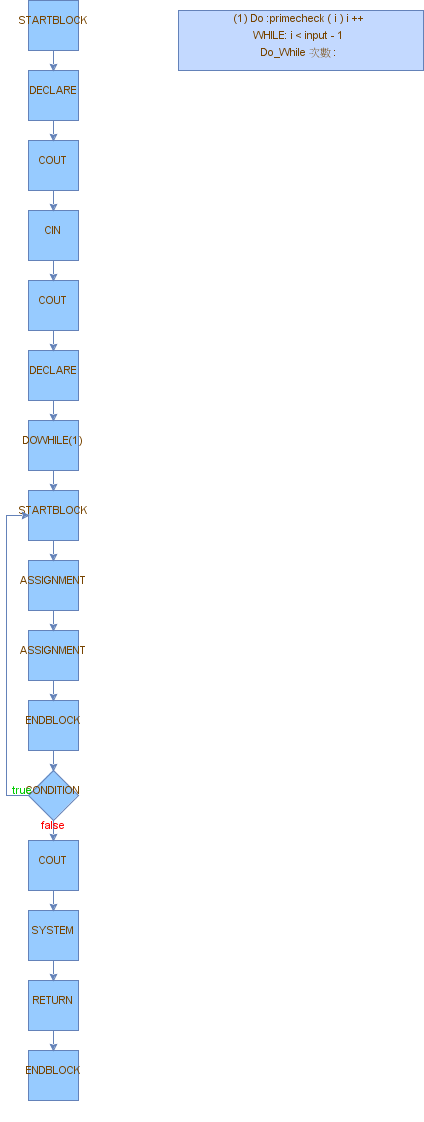 STARTBLOCK
(1) Do :primecheck ( i ) i ++
WHILE: i < input - 1
Do_While 次數 :
DECLARE
COUT
CIN
COUT
DECLARE
DOWHILE(1)
STARTBLOCK
ASSIGNMENT
ASSIGNMENT
ENDBLOCK
true
CONDITION
false
COUT
SYSTEM
RETURN
ENDBLOCK